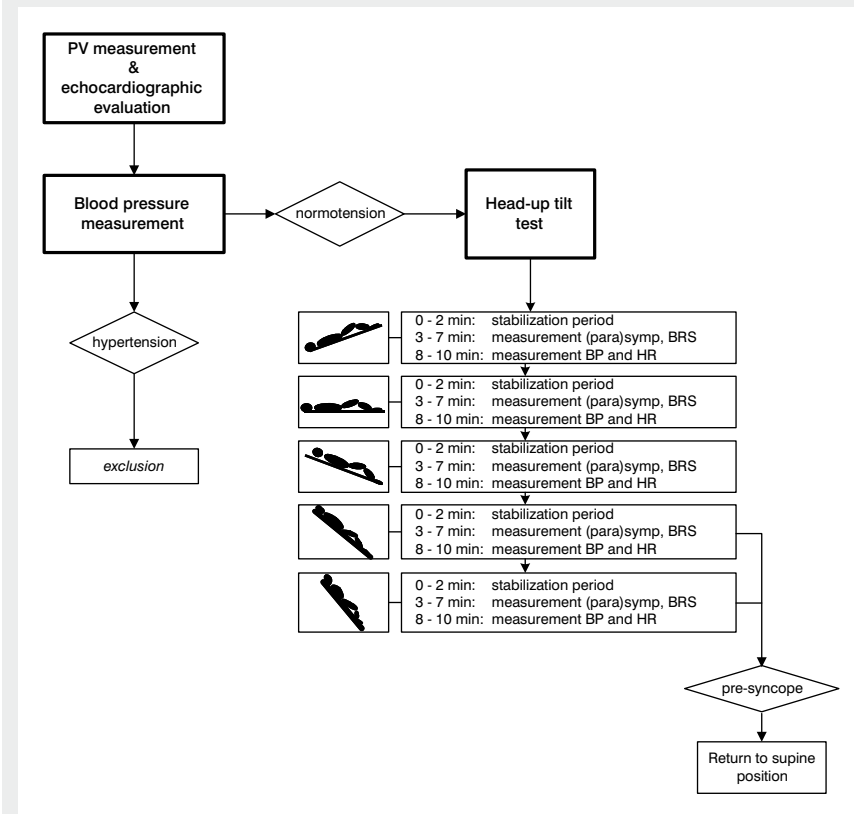 PV measurement
&
echocardiographic
evaluation
Blood pressure
measurement
normotension
Head-up tilt
test
hypertension
exclusion
0 - 2 min: stabilization period
3 - 7 min: measurement (para)symp, BRS
8 - 10 min: measurement BP and HR
0 - 2 min: stabilization period
3 - 7 min: measurement (para)symp, BRS
8 - 10 min: measurement BP and HR
0 - 2 min: stabilization period
3 - 7 min: measurement (para)symp, BRS
8 - 10 min: measurement BP and HR
0 - 2 min: stabilization period
3 - 7 min: measurement (para)symp, BRS
8 - 10 min: measurement BP and HR
0 - 2 min: stabilization period
3 - 7 min: measurement (para)symp, BRS
8 - 10 min: measurement BP and HR
pre-syncope
Return to supine
position